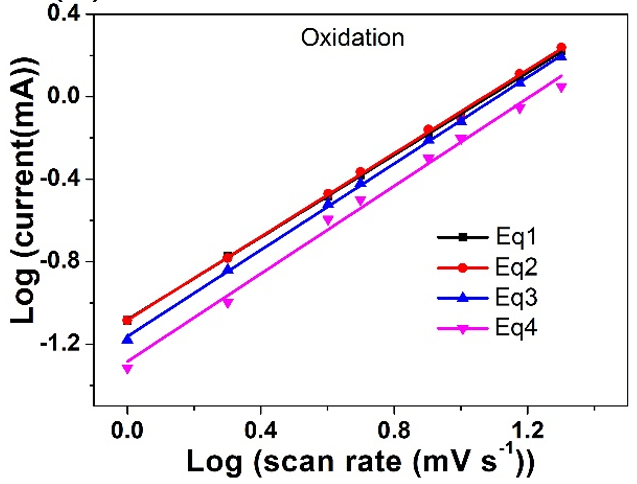 0.4
Oxidation
0.0
-0.4
-0.8
-1.2
Log (current(mA))
Eq1
Eq2
Eq3
Eq4
0.0 0.4 0.8 1.2
Log (scan rate (mV s⁻¹))